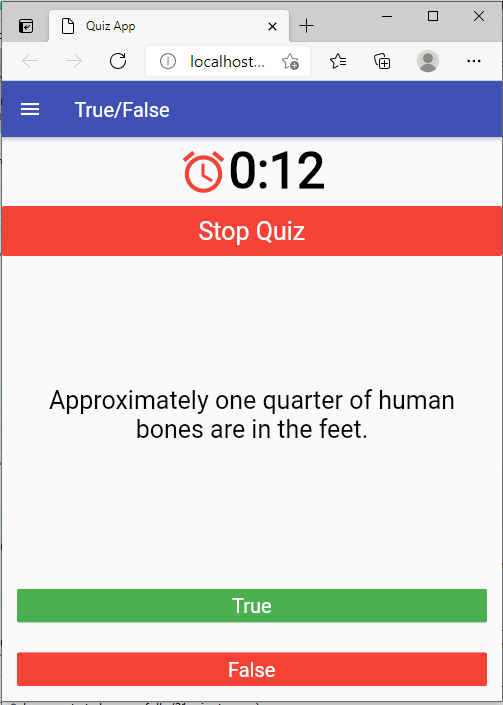 Quiz App
localhost...
True/False
0:12
Stop Quiz
Approximately one quarter of human
bones are in the feet.
True
False